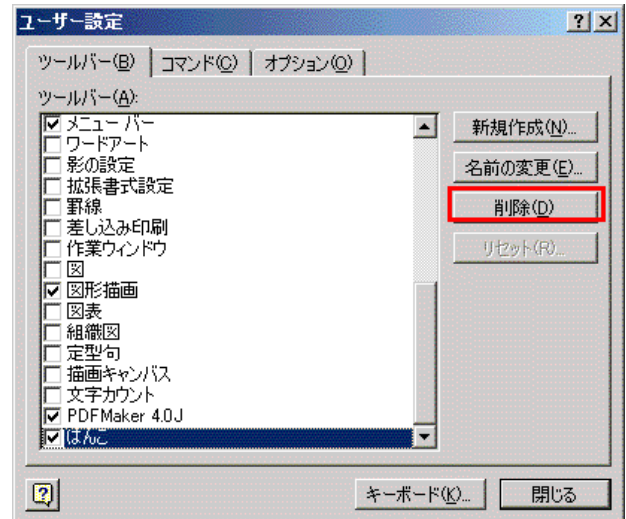 ユーザー設定
ツールバー(B) コマンド(C) オプション(O)
ツールバー(A):
メニュー バー
ワードアート
影の設定
拡張書式設定
罫線
差し込み印刷
作業ウィンドウ
図
図形描画
図表
組織図
定型句
描画キャンバス
文字カウント
PDFMaker 4.0J
はんこ
新規作成(N)...
名前の変更(E)...
削除(D)
リセット(R)...
キーボード(K)... 閉じる